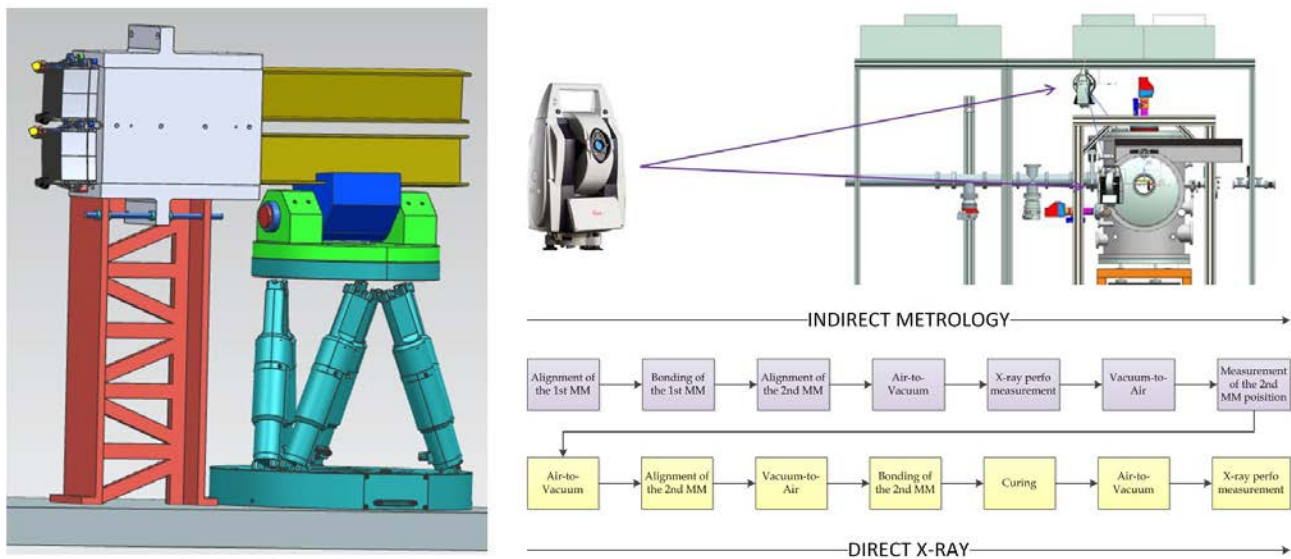 INDIRECT METROLOGY
Alignment of
the 1st MM
Bonding of
the 1st MM
Alignment of
the 2nd MM
Air-to-
Vacuum
X-ray perfo
measurement
Vacuum-to-
Air
Measurement
of the 2nd
MM poisition
Air-to-
Vacuum
Alignment of
the 2nd MM
Vacuum-to-
Air
Bonding of
the 2nd MM
Curing
Air-to-
Vacuum
X-ray perfo
measurement
DIRECT X-RAY